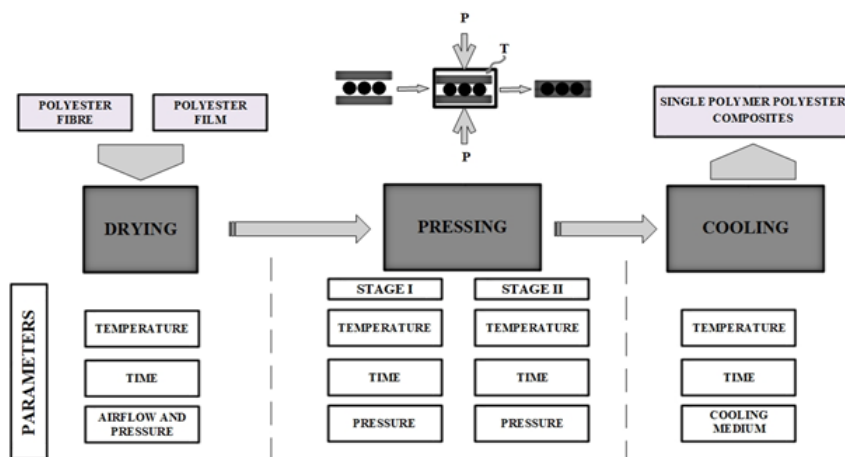 P
T
P
POLYESTER
FIBRE
POLYESTER
FILM
SINGLE POLYMER POLYESTER
COMPOSITES
DRYING
PRESSING
COOLING
PARAMETERS
STAGE I
STAGE II
TEMPERATURE
TEMPERATURE
TEMPERATURE
TEMPERATURE
TIME
TIME
TIME
TIME
AIRFLOW AND
PRESSURE
PRESSURE
PRESSURE
COOLING
MEDIUM